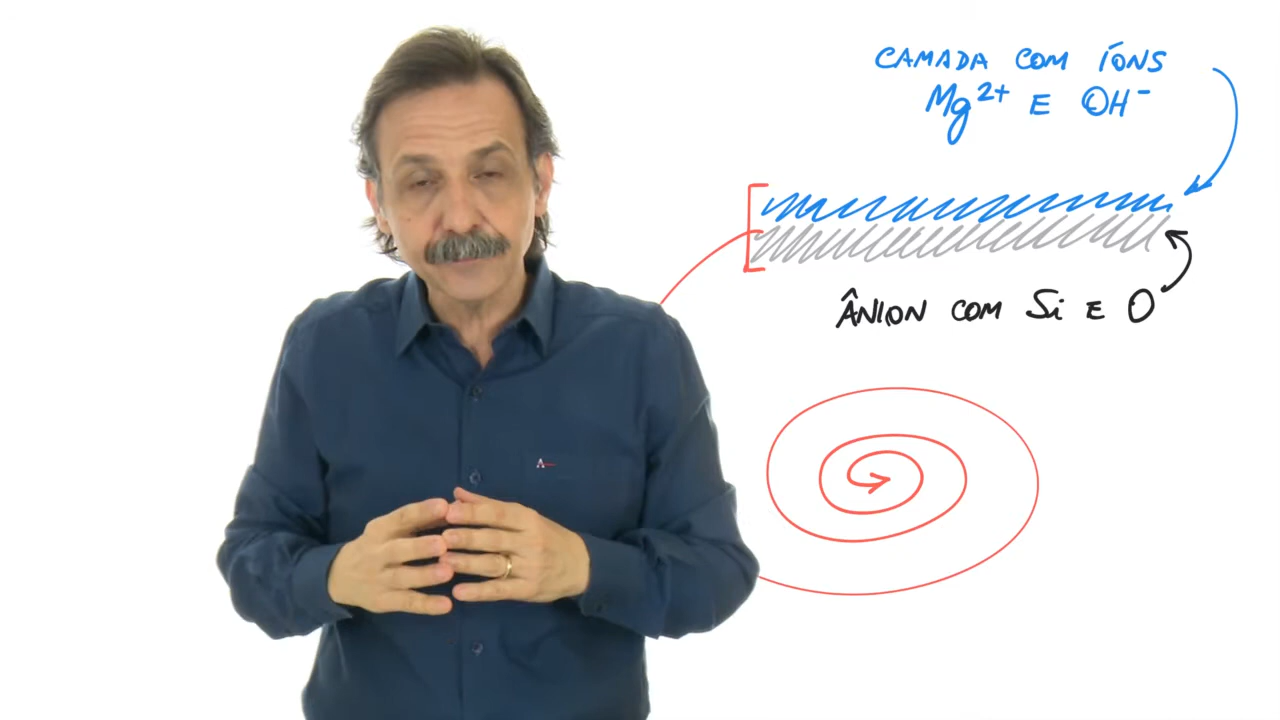 CAMADA COM ÍONS
Mg²⁺ E OH⁻
ÂNION COM Si E O